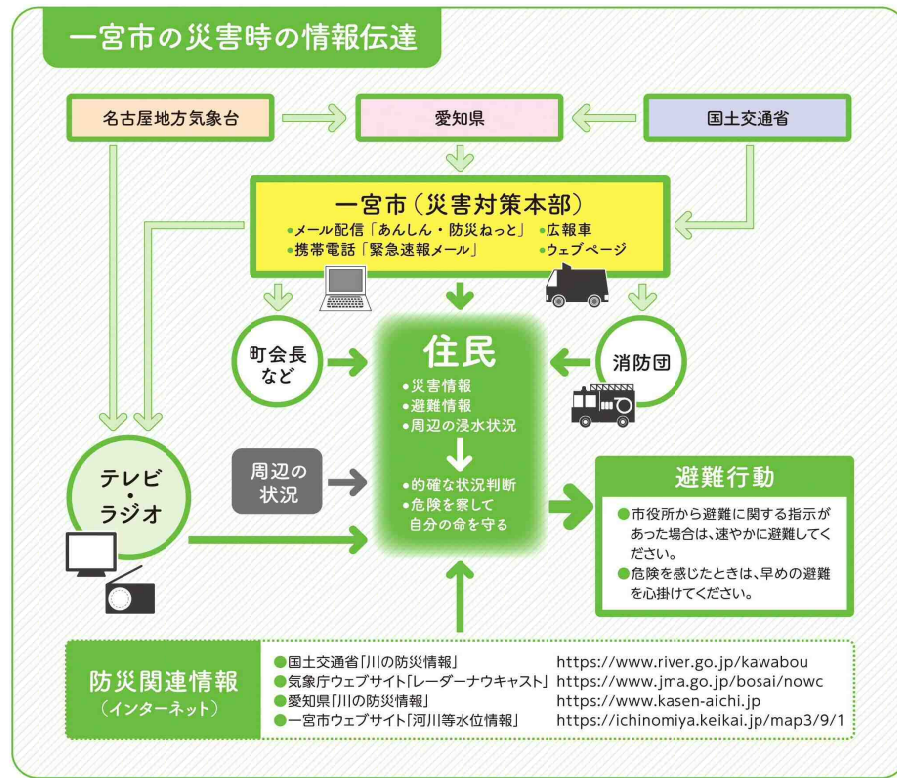 一宮市の災害時の情報伝達
名古屋地方気象台
愛知県
国土交通省
一宮市（災害対策本部）
●メール配信「あんしん・防災ねっと」 ●広報車
●携帯電話「緊急速報メール」 ●ウェブページ
町会長
など
住民
●災害情報
●避難情報
●周辺の浸水状況
●的確な状況判断
●危険を察して
自分の命を守る
消防団
テレビ
・
ラジオ
周辺の
状況
避難行動
●市役所から避難に関する指示が
あった場合は、速やかに避難してく
ださい。
●危険を感じたときは、早めの避難
を心掛けてください。
防災関連情報
（インターネット）
●国土交通省「川の防災情報」 https://www.river.go.jp/kawabou
●気象庁ウェブサイト「レーダーナウキャスト」 https://www.jma.go.jp/bosai/nowc
●愛知県「川の防災情報」 https://www.kasen-aichi.jp
●一宮市ウェブサイト「河川等水位情報」 https://ichinomiya.keikai.jp/map3/9/1